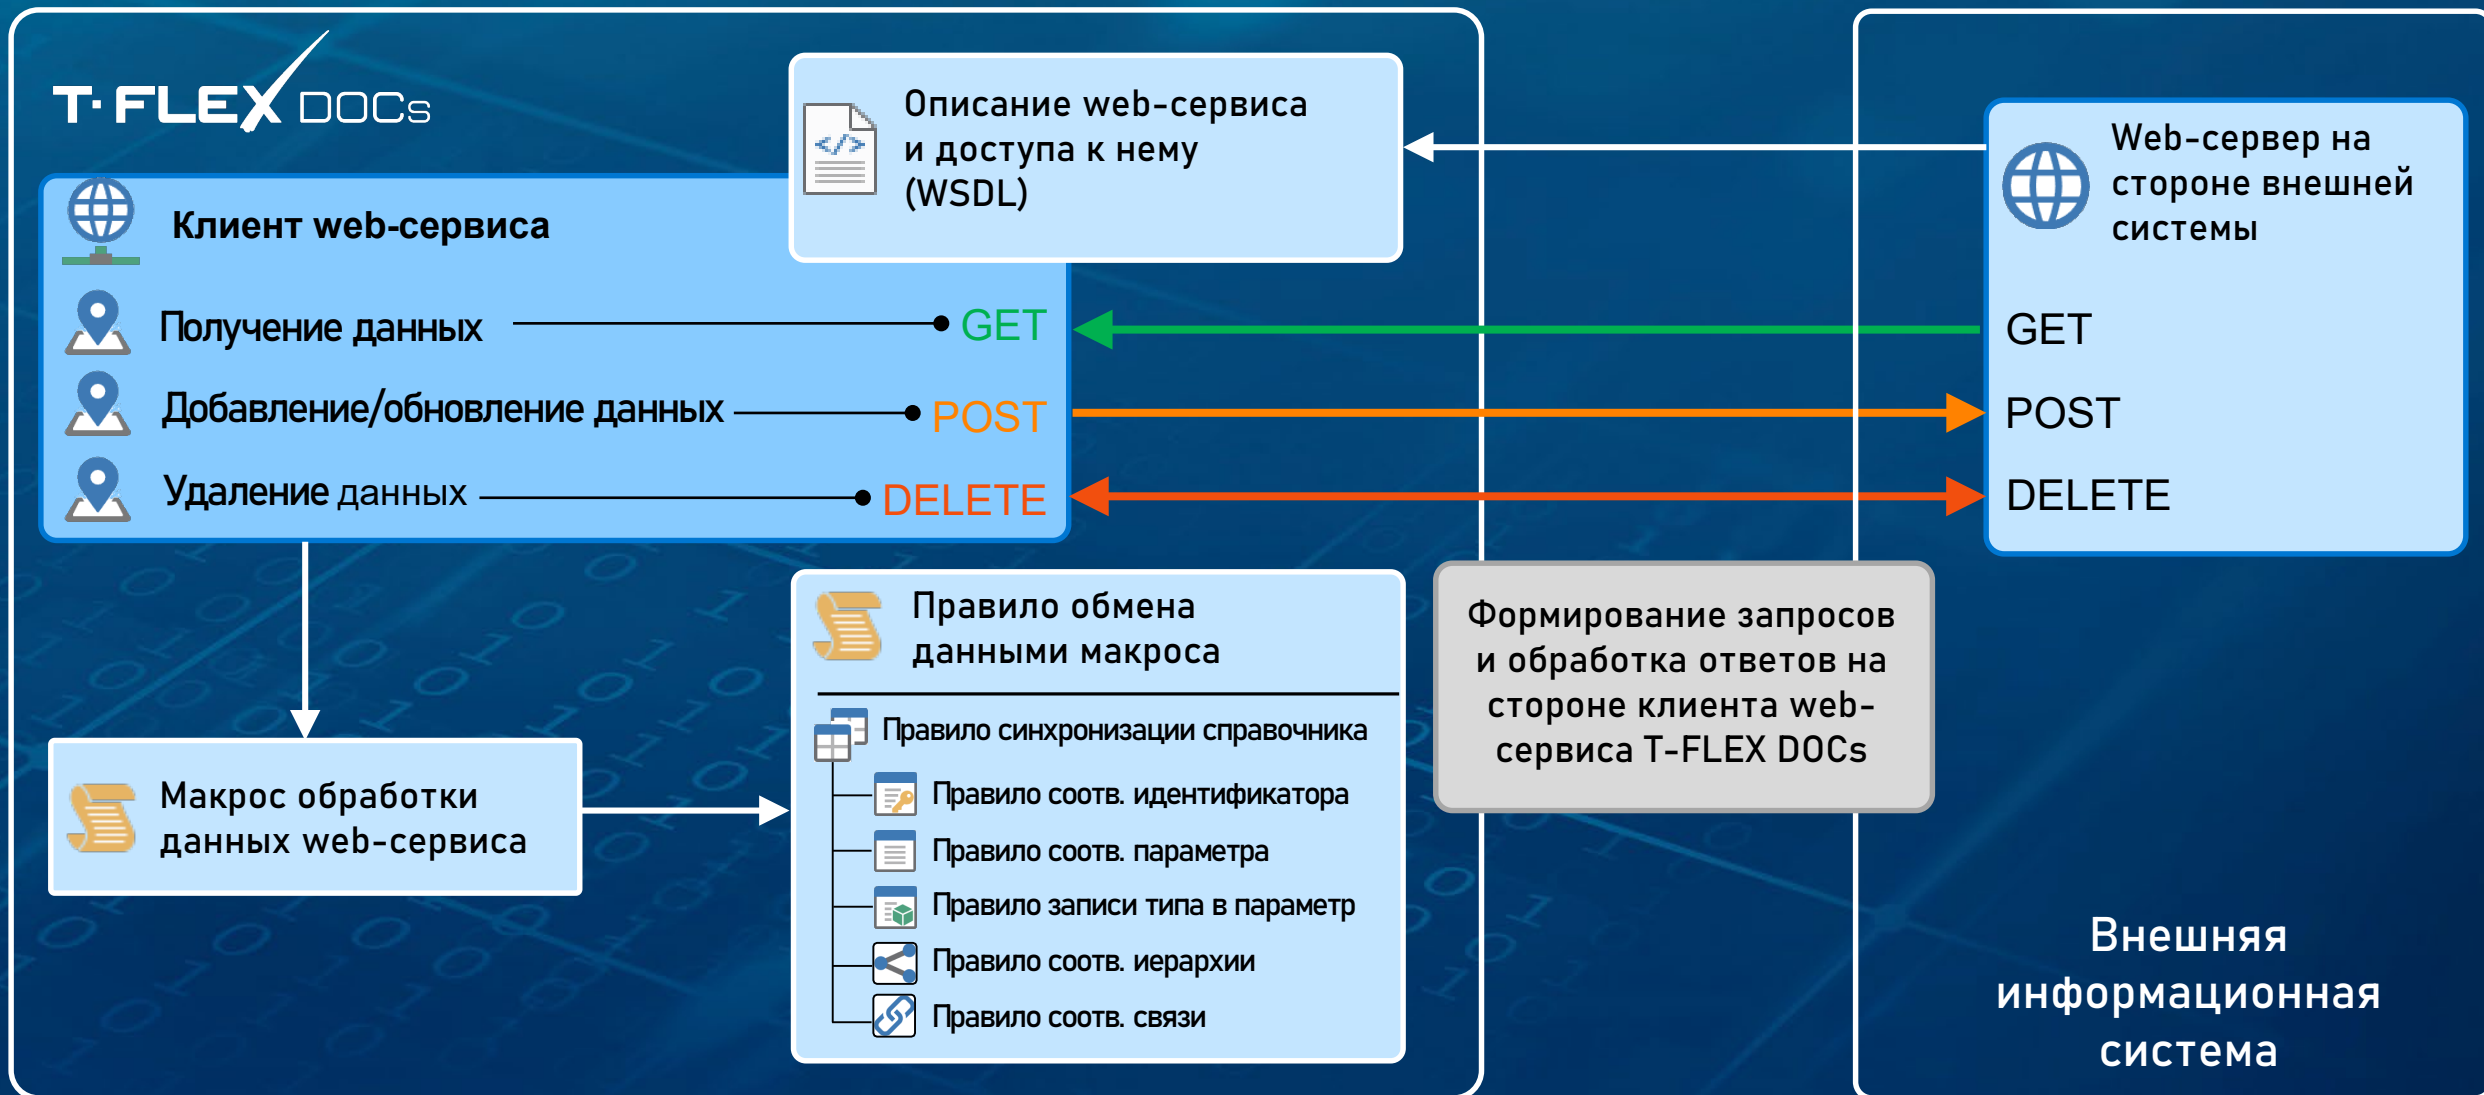 T-FLEX DOCs
Описание web-сервиса
и доступа к нему
(WSDL)
Клиент web-сервиса
Получение данных
GET
Добавление/обновление данных
POST
Удаление данных
DELETE
Web-сервер на
стороне внешней
системы
GET
POST
DELETE
Макрос обработки
данных web-сервиса
Правило обмена
данными макроса
Правило синхронизации справочника
Правило соотв. идентификатора
Правило соотв. параметра
Правило записи типа в параметр
Правило соотв. иерархии
Правило соотв. связи
Формирование запросов
и обработка ответов на
стороне клиента web-
сервиса T-FLEX DOCs
Внешняя
информационная
система